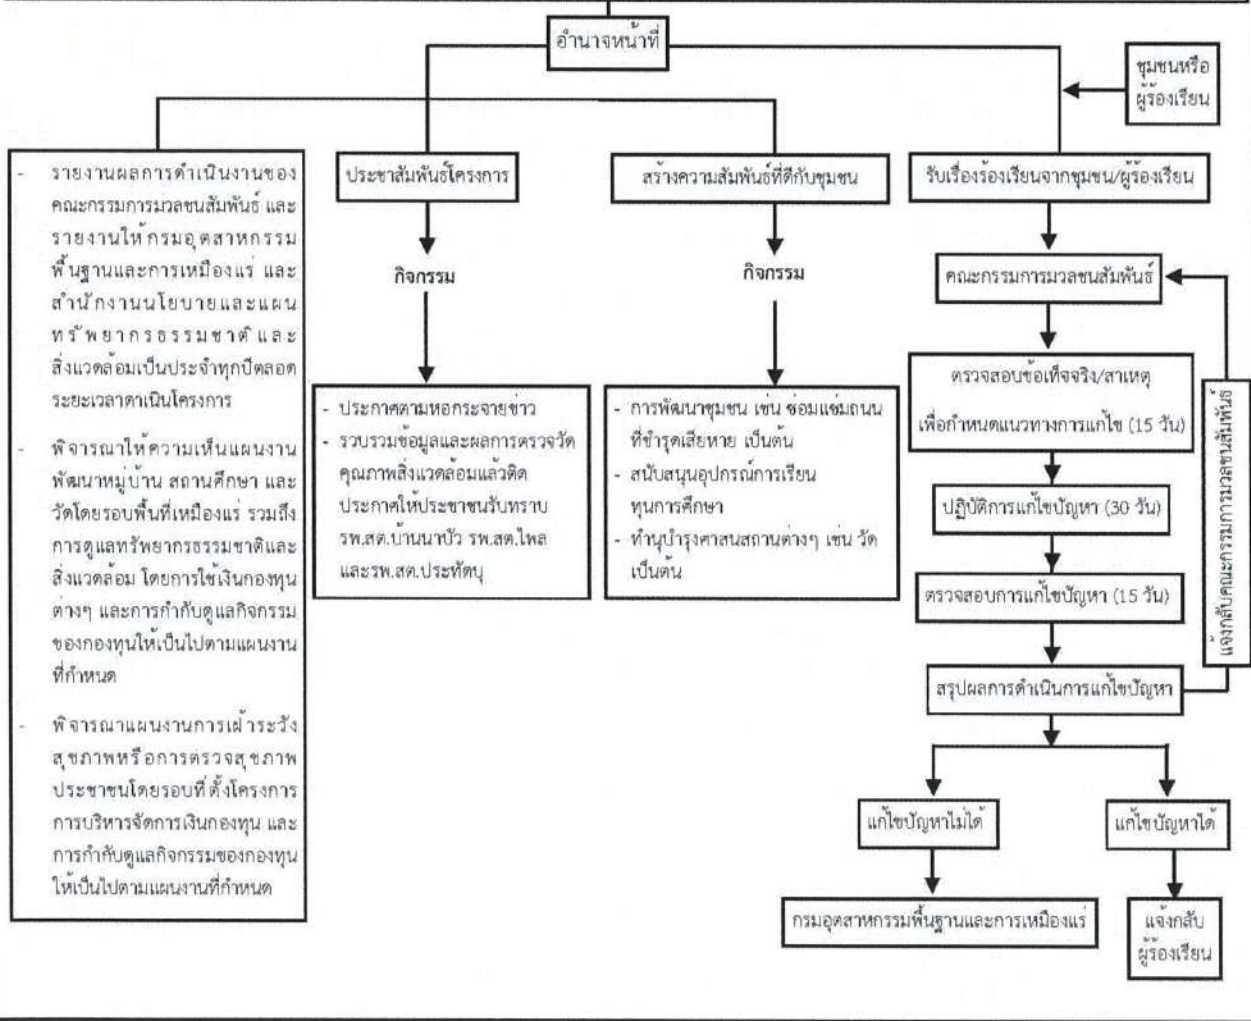 อำนาจหน้าที่
ชุมชนหรือ
ผู้ร้องเรียน
- รายงานผลการดำเนินงานของ
คณะกรรมการมวลชนสัมพันธ์ และ
รายงานให้กรมอุตสาหกรรม
พื้นฐานและการเหมืองแร่ และ
สำนักงานนโยบายและแผน
ทรัพยากรธรรมชาติและ
สิ่งแวดล้อมเป็นประจำทุกปีตลอด
ระยะเวลาดาเนินโครงการ
- พิจารณาให้ความเห็นแผนงาน
พัฒนาหมู่บ้าน สถานศึกษา และ
วัดโดยรอบพื้นที่เหมืองแร่ รวมถึง
การดูแลทรัพยากรธรรมชาติและ
สิ่งแวดล้อม โดยการใช้เงินกองทุน
ต่างๆ และการกำกับดูแลกิจกรรม
ของกองทุนให้เป็นไปตามแผนงาน
ที่กำหนด
- พิจารณาแผนงานการเฝ้าระวัง
สุขภาพหรือการตรวจสุขภาพ
ประชาชนโดยรอบที่ตั้งโครงการ
การบริหารจัดการเงินกองทุน และ
การกำกับดูแลกิจกรรมของกองทุน
ให้เป็นไปตามแผนงานที่กำหนด
ประชาสัมพันธ์โครงการ
กิจกรรม
- ประกาศตามหอกระจายข่าว
- รวบรวมข้อมูลและผลการตรวจวัด
คุณภาพสิ่งแวดล้อมแล้วติด
ประกาศให้ประชาชนรับทราบ
รพ.สต.บ้านนาบัว รพ.สต.ไพล
และรพ.สต.ประทัดบุ
สร้างความสัมพันธ์ที่ดีกับชุมชน
กิจกรรม
- การพัฒนาชุมชน เช่น ซ่อมแซมถนน
ที่ชำรุดเสียหาย เป็นต้น
- สนับสนุนอุปกรณ์การเรียน
ทุนการศึกษา
- ทำนุบำรุงศาสนสถานต่างๆ เช่น วัด
เป็นต้น
รับเรื่องร้องเรียนจากชุมชน/ผู้ร้องเรียน
คณะกรรมการมวลชนสัมพันธ์
ตรวจสอบข้อเท็จจริง/สาเหตุ
เพื่อกำหนดแนวทางการแก้ไข (15 วัน)
ปฏิบัติการแก้ไขปัญหา (30 วัน)
ตรวจสอบการแก้ไขปัญหา (15 วัน)
สรุปผลการดำเนินการแก้ไขปัญหา
แจ้งกลับคณะกรรมการมวลชนสัมพันธ์
แก้ไขปัญหาไม่ได้
แก้ไขปัญหาได้
กรมอุตสาหกรรมพื้นฐานและการเหมืองแร่
แจ้งกลับ
ผู้ร้องเรียน